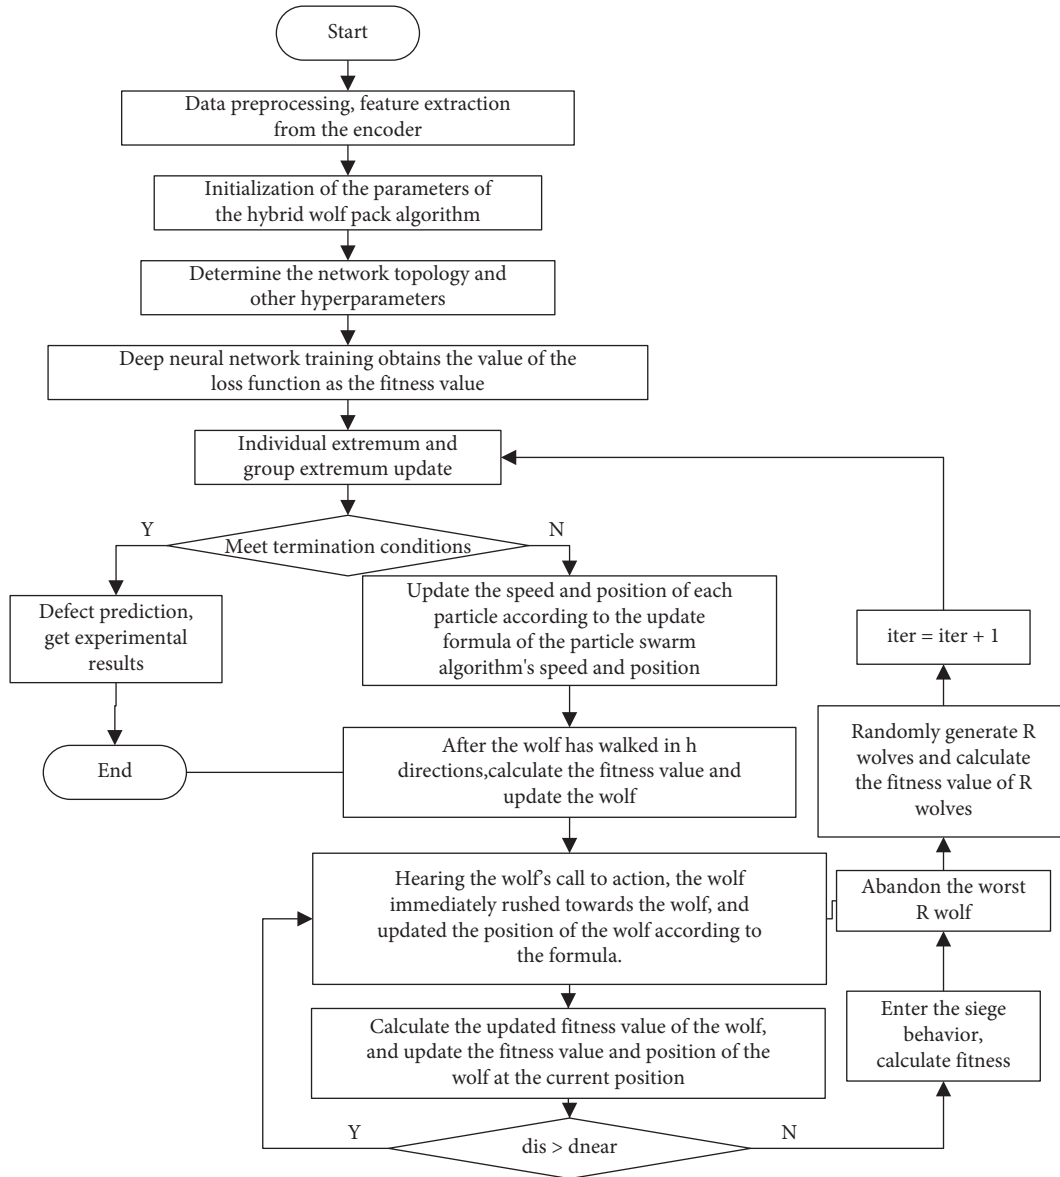 Start
Data preprocessing, feature extraction
from the encoder
Initialization of the parameters of
the hybrid wolf pack algorithm
Determine the network topology and
other hyperparameters
Deep neural network training obtains the value of the
loss function as the fitness value
Individual extremum and
group extremum update
Y
N
Meet termination conditions
Defect prediction,
get experimental
results
End
Update the speed and position of each
particle according to the update
formula of the particle swarm
algorithm's speed and position
After the wolf has walked in h
directions,calculate the fitness value and
update the wolf
Hearing the wolf's call to action, the wolf
immediately rushed towards the wolf, and
updated the position of the wolf according to
the formula.
Calculate the updated fitness value of the wolf,
and update the fitness value and position of the
wolf at the current position
Y
dis > dnear
N
Enter the siege
behavior,
calculate fitness
Abandon the worst
R wolf
Randomly generate R
wolves and calculate
the fitness value of R
wolves
iter = iter + 1